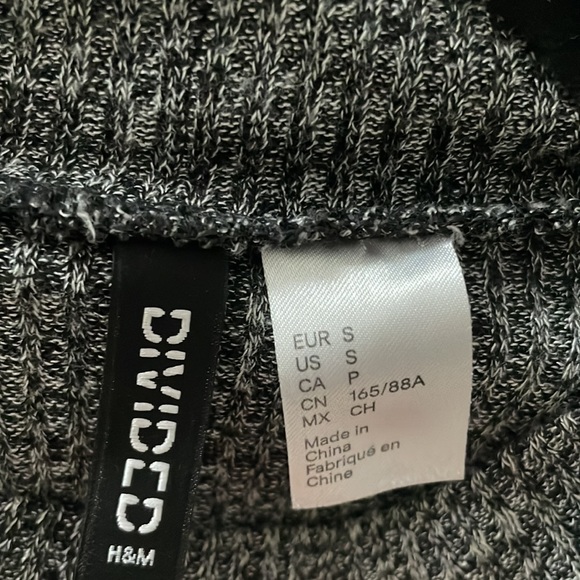 DIVIDED
H&M
EUR S
US S
CA P
CN 165/88A
MX CH
Made in
China
Fabriqué en
Chine